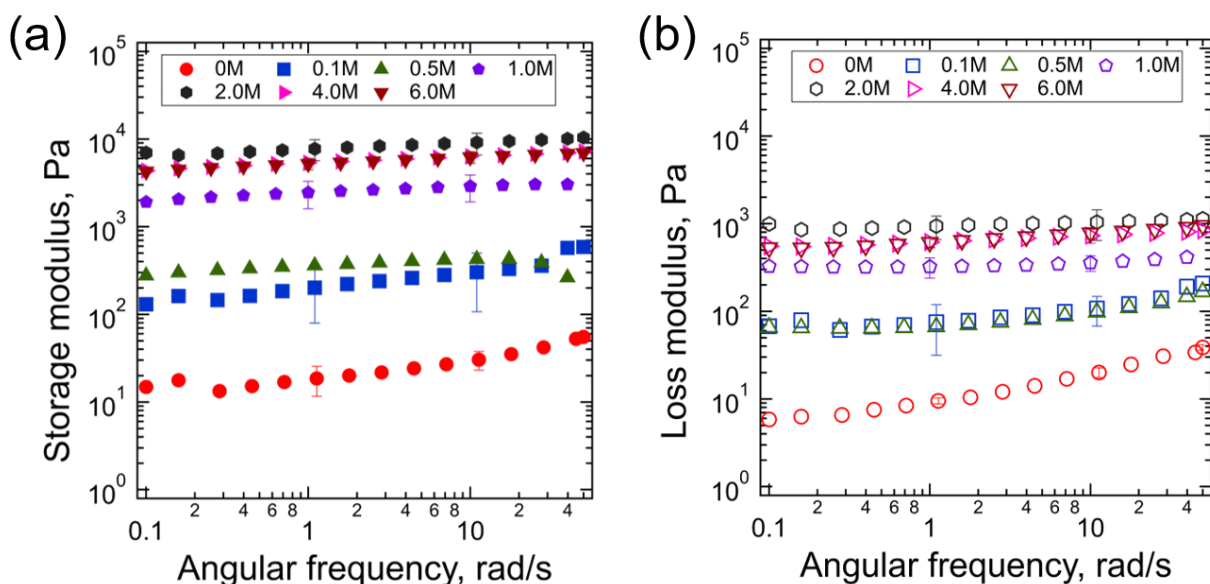 (a)
Storage modulus, Pa
10^5
10^4
10^3
10^2
10^1
10^0
0M 0.1M 0.5M 1.0M
2.0M 4.0M 6.0M
2 4 6 8 2 4 6 8 2 4
0.1 1 10
Angular frequency, rad/s
(b)
Loss modulus, Pa
10^5
10^4
10^3
10^2
10^1
10^0
0M 0.1M 0.5M 1.0M
2.0M 4.0M 6.0M
2 4 6 8 2 4 6 8 2 4
0.1 1 10
Angular frequency, rad/s